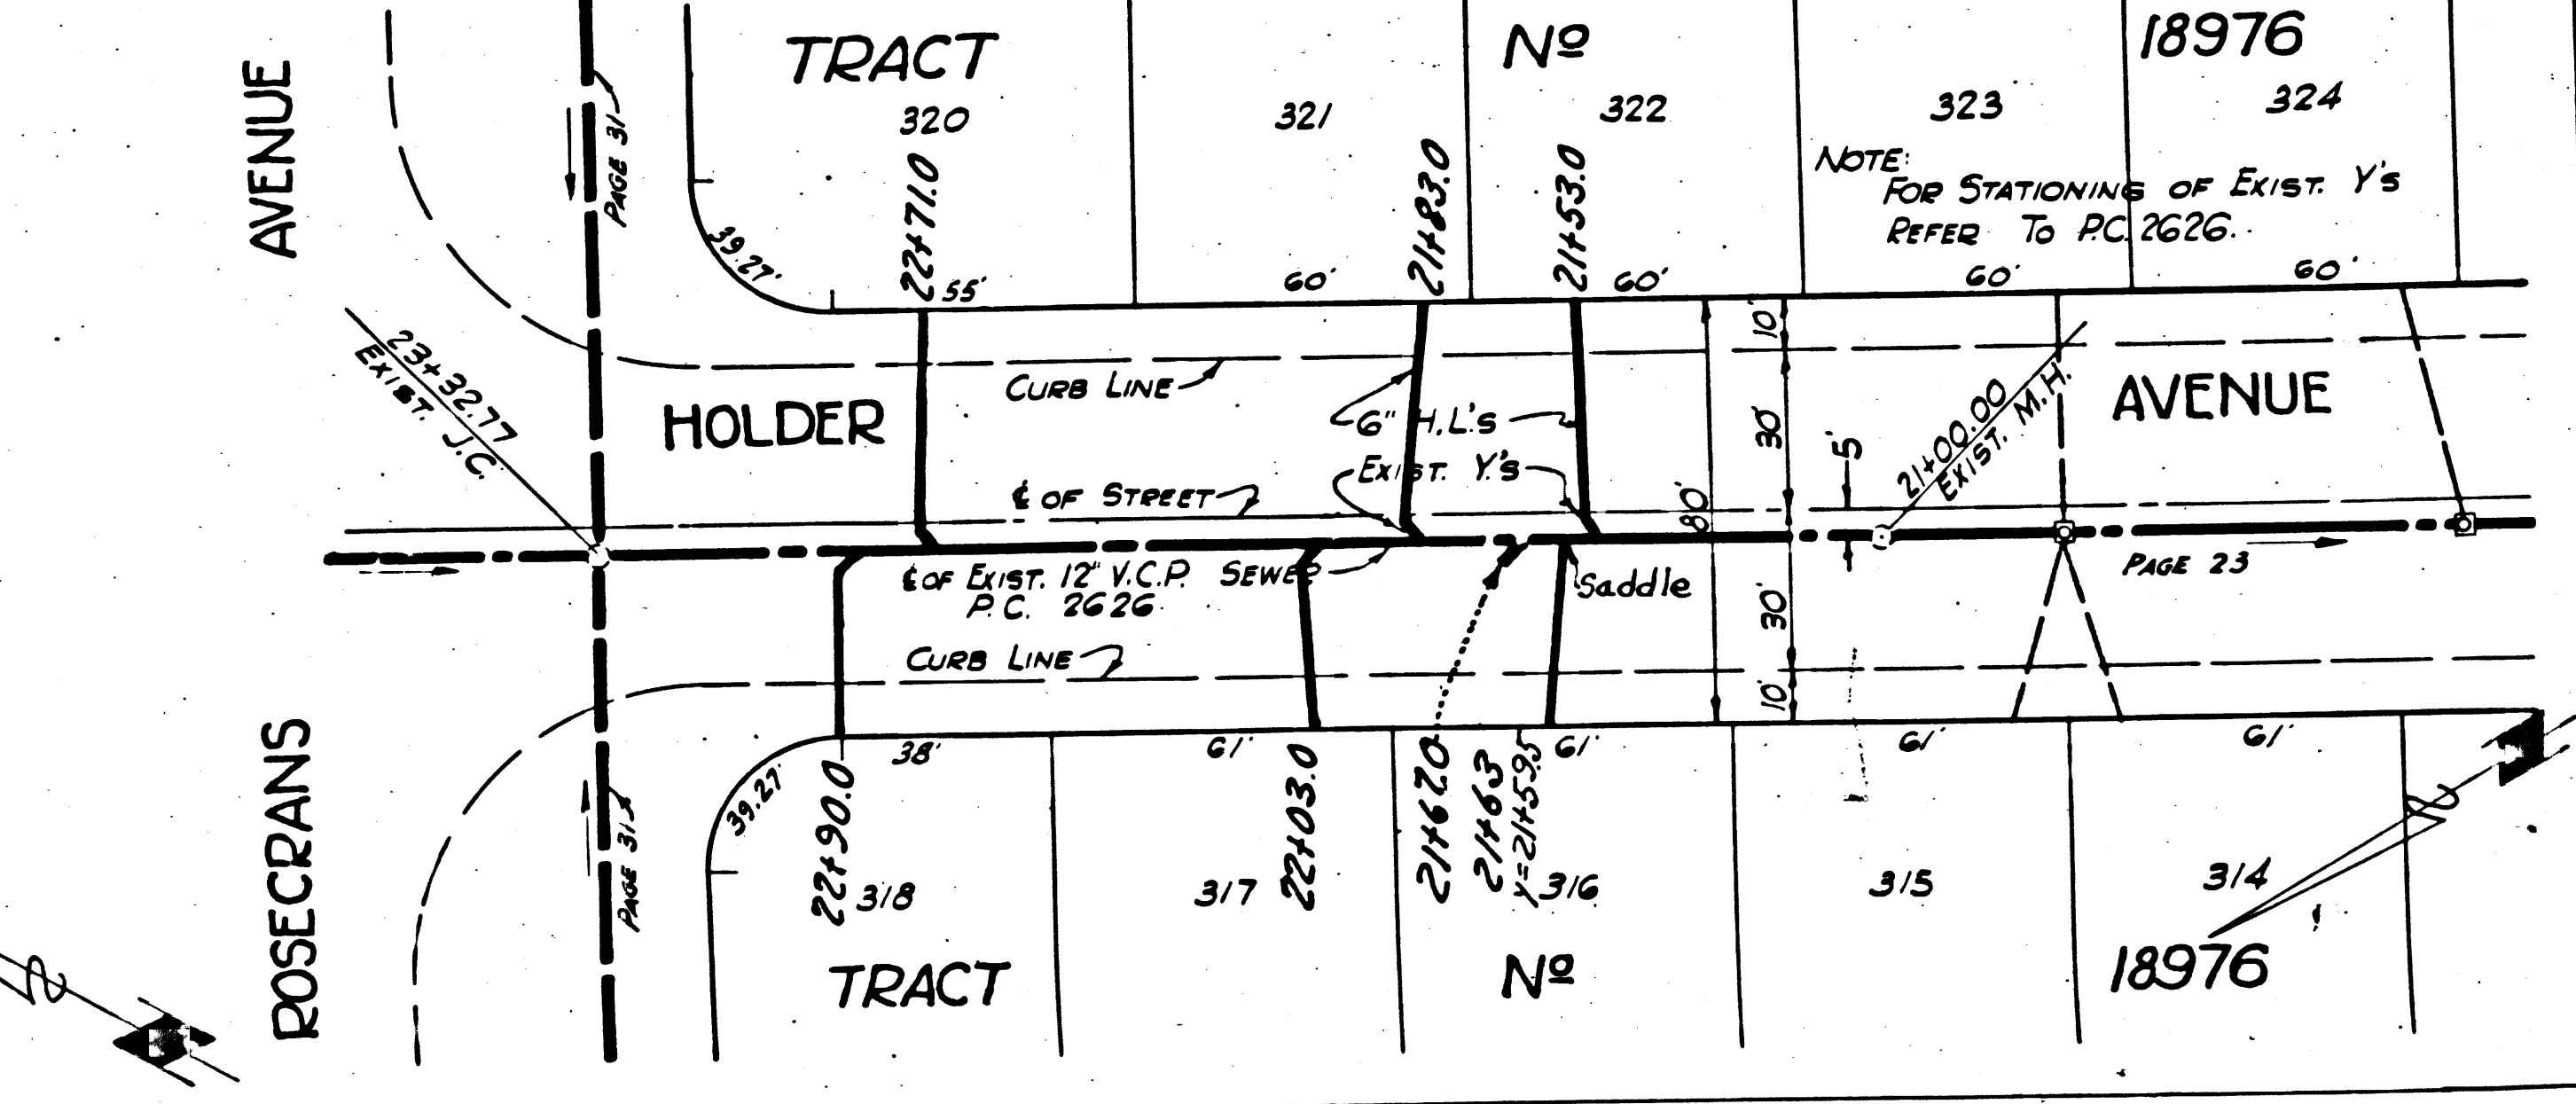 TRACT Nº 18976
320 321 322 323 324
NOTE:
FOR STATIONING OF EXIST. Y'S
REFER TO P.C. 2626.
AVENUE
PAGE 31
39.27'
22+71.0
21+83.0
21+53.0
55' 60' 60' 60' 60'
10'
23+32.77
EXIST. J.C.
HOLDER AVENUE
CURB LINE
6" H.L.'S
30'
EXIST. Y.'S
¢ OF STREET
80'
5'
21+00.00
EXIST. M.H.
¢ OF EXIST. 12" V.C.P. SEWER
P.C. 2626
Saddle
PAGE 23
30'
CURB LINE
10'
ROSECRANS
PAGE 31
39.27'
38' 61' 61' 61' 61'
22+90.0
22+03.0
21+62.0
21+63
Y=21+59.5
318 317 316 315 314
N
N
TRACT Nº 18976